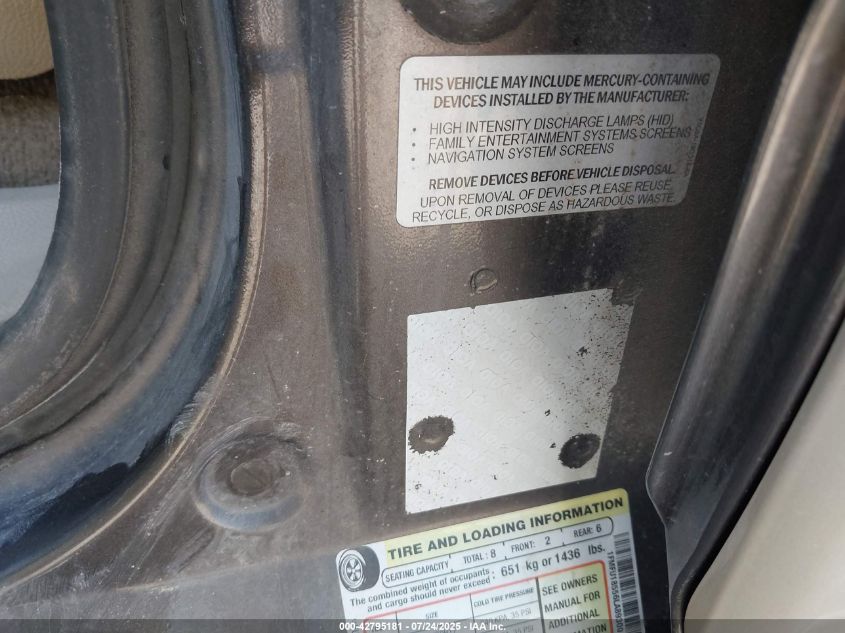 THIS VEHICLE MAY INCLUDE MERCURY-CONTAINING
DEVICES INSTALLED BY THE MANUFACTURER:
• HIGH INTENSITY DISCHARGE LAMPS (HID)
• FAMILY ENTERTAINMENT SYSTEMS SCREENS
• NAVIGATION SYSTEM SCREENS
REMOVE DEVICES BEFORE VEHICLE DISPOSAL.
UPON REMOVAL OF DEVICES PLEASE REUSE,
RECYCLE, OR DISPOSE AS HAZARDOUS WASTE.
TIRE AND LOADING INFORMATION
SEATING CAPACITY TOTAL: 8 FRONT: 2 REAR: 6
The combined weight of occupants
and cargo should never exceed: 651 kg or 1436 lbs.
SIZE
COLD TIRE PRESSURE
35 PSI
SEE OWNERS
MANUAL FOR
ADDITIONAL
000-42795181 - 07/24/2025 - IAA Inc.